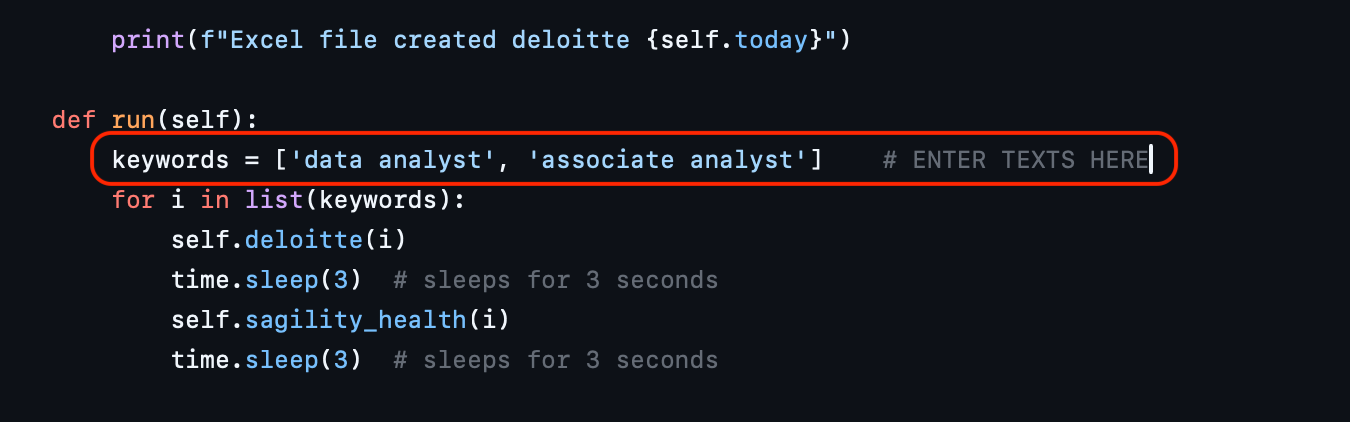 print(f"Excel file created deloitte {self.today}")
def run(self):
keywords = ['data analyst', 'associate analyst']    # ENTER TEXTS HERE
for i in list(keywords):
self.deloitte(i)
time.sleep(3)  # sleeps for 3 seconds
self.sagility_health(i)
time.sleep(3)  # sleeps for 3 seconds